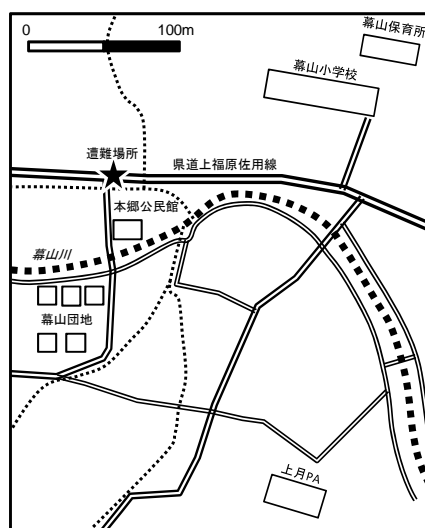 0 100m
幕山保育所
幕山小学校
遭難場所
県道上福原佐用線
本郷公民館
幕山川
幕山団地
上月PA